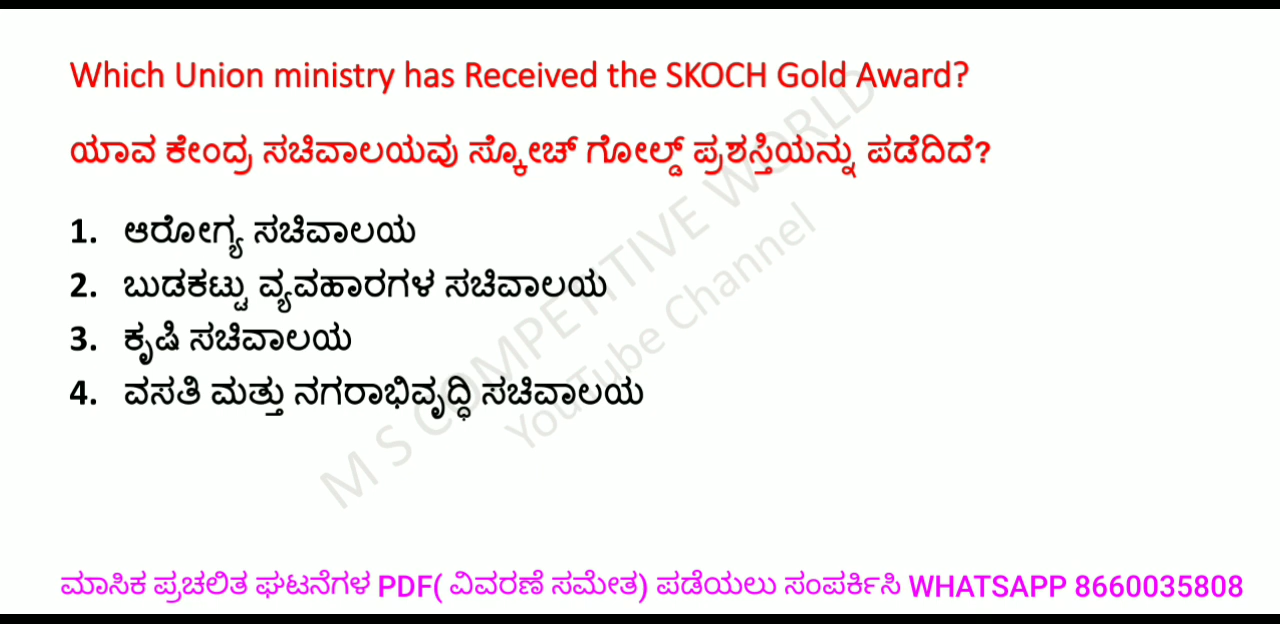 Which Union ministry has Received the SKOCH Gold Award?
ಯಾವ ಕೇಂದ್ರ ಸಚಿವಾಲಯವು ಸ್ಕೋಚ್ ಗೋಲ್ಡ್ ಪ್ರಶಸ್ತಿಯನ್ನು ಪಡೆದಿದೆ?
1. ಆರೋಗ್ಯ ಸಚಿವಾಲಯ
2. ಬುಡಕಟ್ಟು ವ್ಯವಹಾರಗಳ ಸಚಿವಾಲಯ
3. ಕೃಷಿ ಸಚಿವಾಲಯ
4. ವಸತಿ ಮತ್ತು ನಗರಾಭಿವೃದ್ಧಿ ಸಚಿವಾಲಯ
M S COMPETITIVE WORLD
YouTube Channel
ಮಾಸಿಕ ಪ್ರಚಲಿತ ಘಟನೆಗಳ PDF( ವಿವರಣೆ ಸಮೇತ) ಪಡೆಯಲು ಸಂಪರ್ಕಿಸಿ WHATSAPP 8660035808